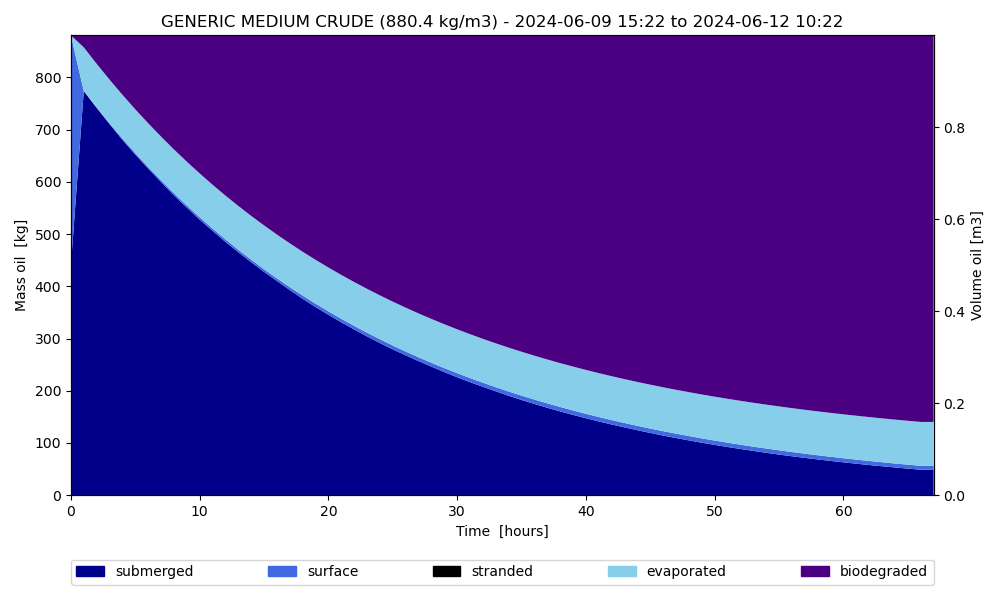 GENERIC MEDIUM CRUDE (880.4 kg/m3) - 2024-06-09 15:22 to 2024-06-12 10:22
800
700
600
500
400
300
200
100
0
Mass oil [kg]
0.8
0.6
0.4
0.2
0.0
Volume oil [m3]
0 10 20 30 40 50 60
Time [hours]
submerged surface stranded evaporated biodegraded